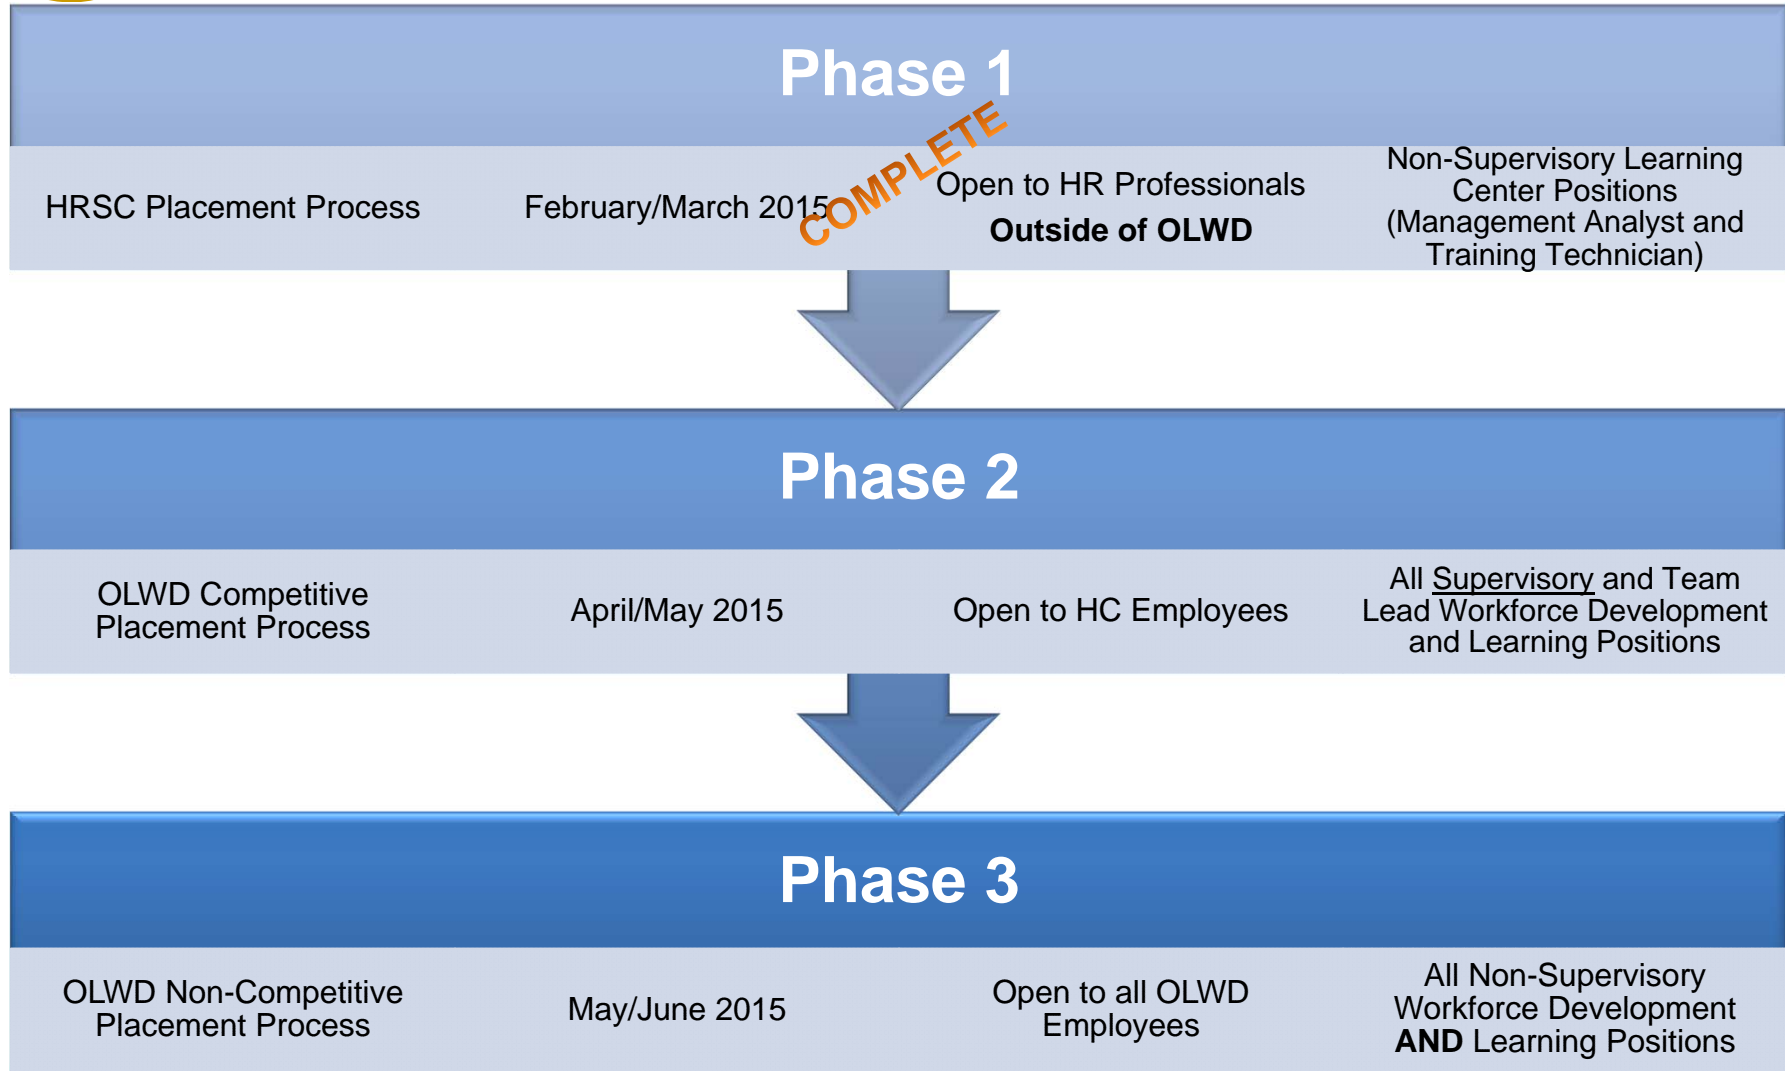 Phase 1
COMPLETE
HRSC Placement Process
February/March 2015
Open to HR Professionals
Outside of OLWD
Non-Supervisory Learning
Center Positions
(Management Analyst and
Training Technician)
Phase 2
OLWD Competitive
Placement Process
April/May 2015
Open to HC Employees
All Supervisory and Team
Lead Workforce Development
and Learning Positions
Phase 3
OLWD Non-Competitive
Placement Process
May/June 2015
Open to all OLWD
Employees
All Non-Supervisory
Workforce Development
AND Learning Positions